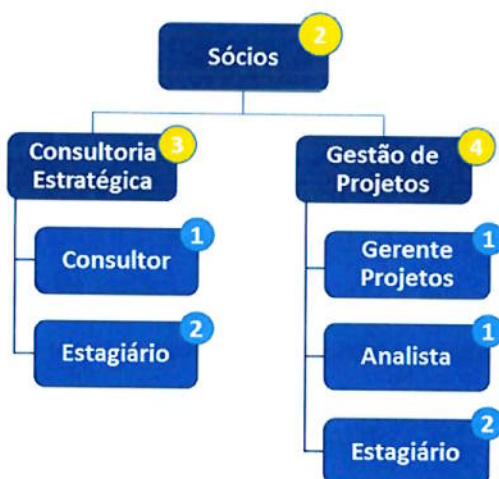 Sócios
2
Consultoria
Estratégica
3
Consultor
1
Estagiário
2
Gestão de
Projetos
4
Gerente
Projetos
1
Analista
1
Estagiário
2